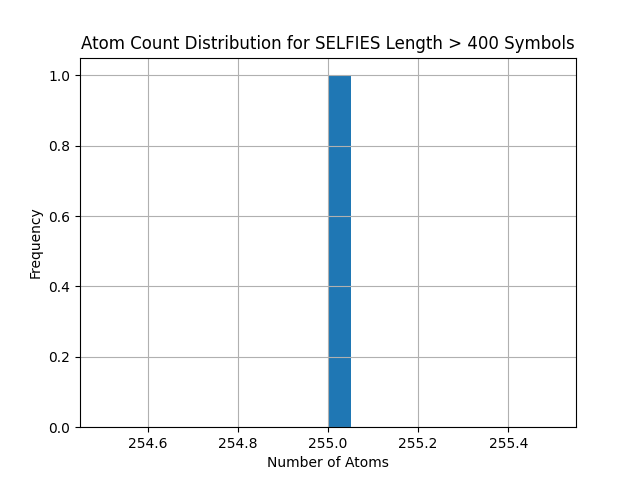 Atom Count Distribution for SELFIES Length > 400 Symbols
1.0
0.8
0.6
0.4
0.2
0.0
Frequency
254.6 254.8 255.0 255.2 255.4
Number of Atoms